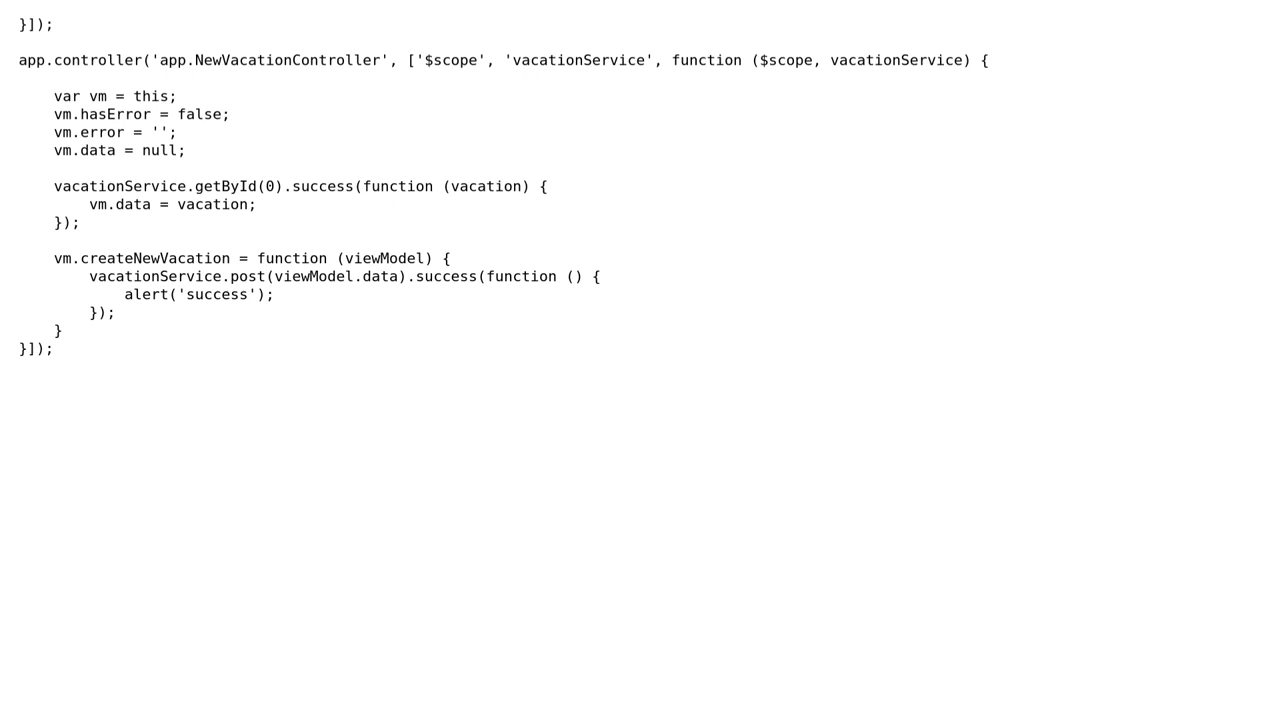 }]);

app.controller('app.NewVacationController', ['$scope', 'vacationService', function ($scope, vacationService) {

    var vm = this;
    vm.hasError = false;
    vm.error = '';
    vm.data = null;

    vacationService.getById(0).success(function (vacation) {
        vm.data = vacation;
    });

    vm.createNewVacation = function (viewModel) {
        vacationService.post(viewModel.data).success(function () {
            alert('success');
        });
    }
}]);